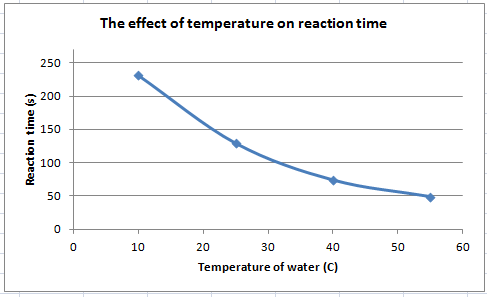 The effect of temperature on reaction time
Reaction time (s)
250
200
150
100
50
0
0 10 20 30 40 50 60
Temperature of water (C)